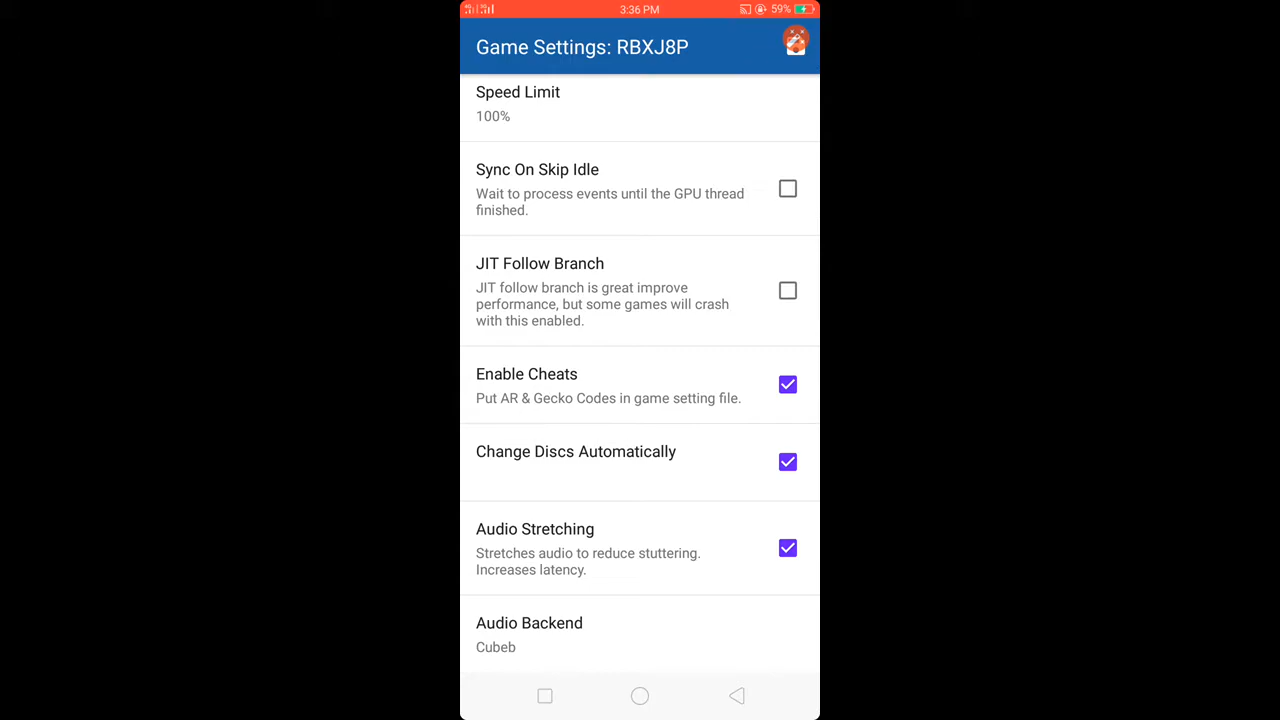 3:36 PM
59%
Game Settings: RBXJ8P
Speed Limit
100%
Sync On Skip Idle
Wait to process events until the GPU thread
finished.
JIT Follow Branch
JIT follow branch is great improve
performance, but some games will crash
with this enabled.
Enable Cheats
Put AR & Gecko Codes in game setting file.
Change Discs Automatically
Audio Stretching
Stretches audio to reduce stuttering.
Increases latency.
Audio Backend
Cubeb